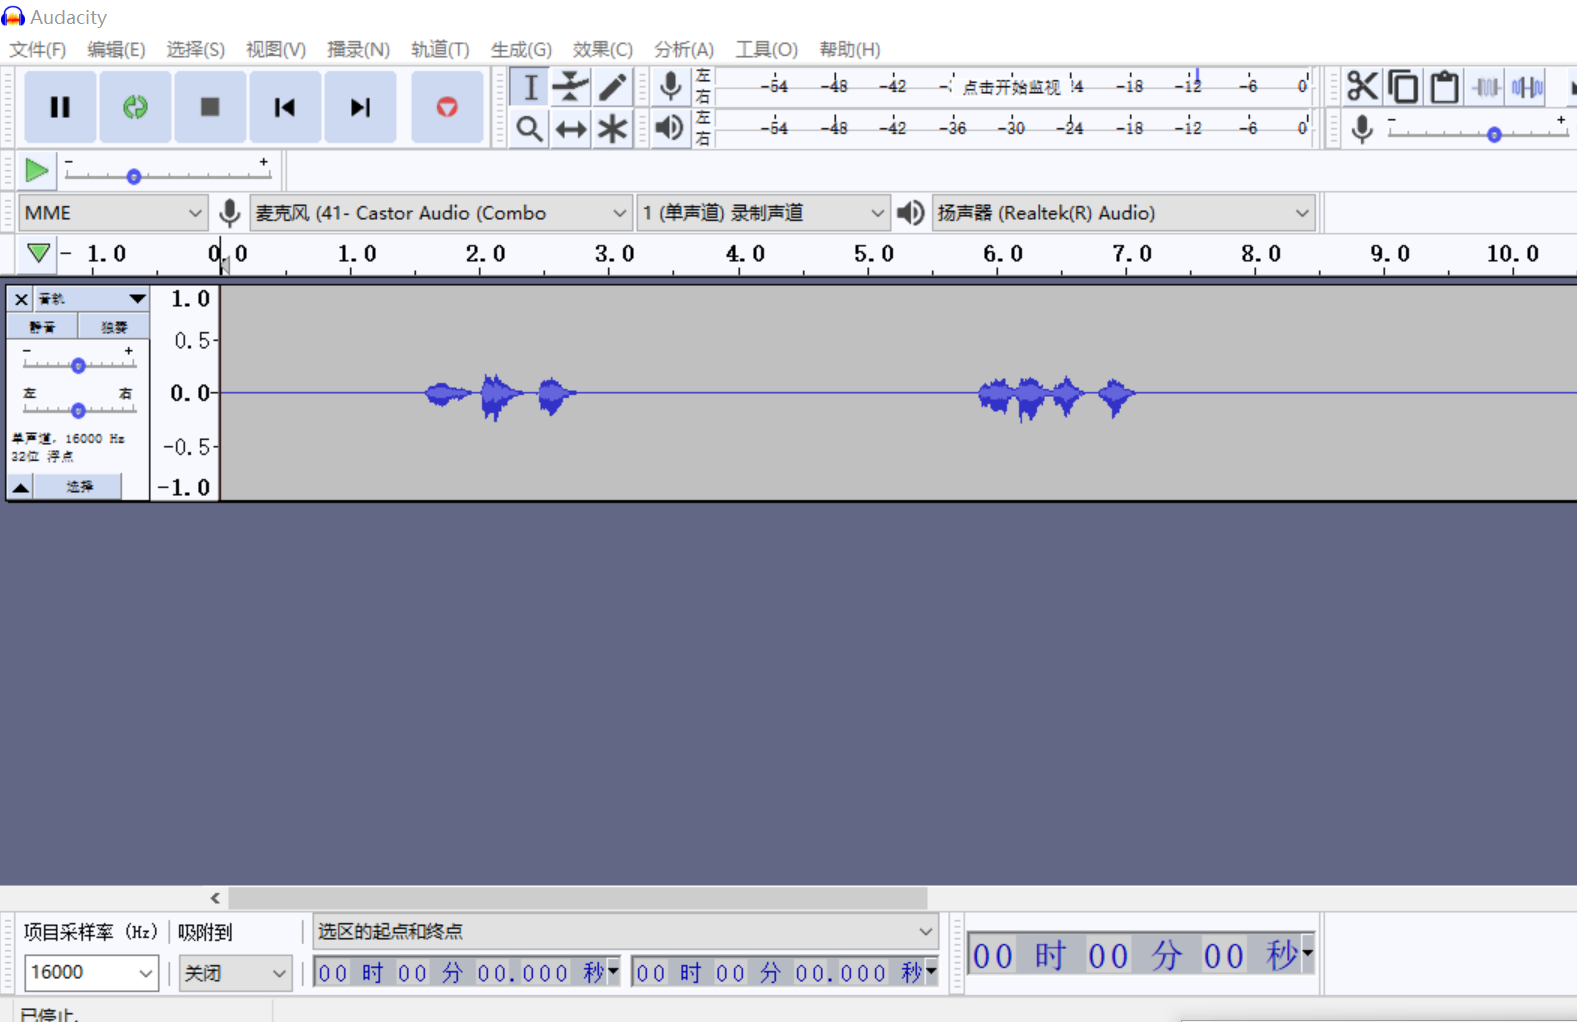 Audacity
文件(F) 编辑(E) 选择(S) 视图(V) 播录(N) 轨道(T) 生成(G) 效果(C) 分析(A) 工具(O) 帮助(H)
左
右
-54 -48 -42 点击开始监视 -18 -12 -6 0
左
右
-54 -48 -42 -36 -30 -24 -18 -12 -6 0
- +
- +
MME 麦克风 (41- Castor Audio (Combo 1 (单声道) 录制声道 扬声器 (Realtek(R) Audio)
- 1.0 0.0 1.0 2.0 3.0 4.0 5.0 6.0 7.0 8.0 9.0 10.0
音轨
静音 独奏
- +
左 右
单声道, 16000 Hz
32位 浮点
选择
1.0
0.5-
0.0-
-0.5-
-1.0
项目采样率 (Hz) 吸附到 选区的起点和终点
16000 关闭 00 时 00 分 00.000 秒 00 时 00 分 00.000 秒
00 时 00 分 00 秒
已停止.